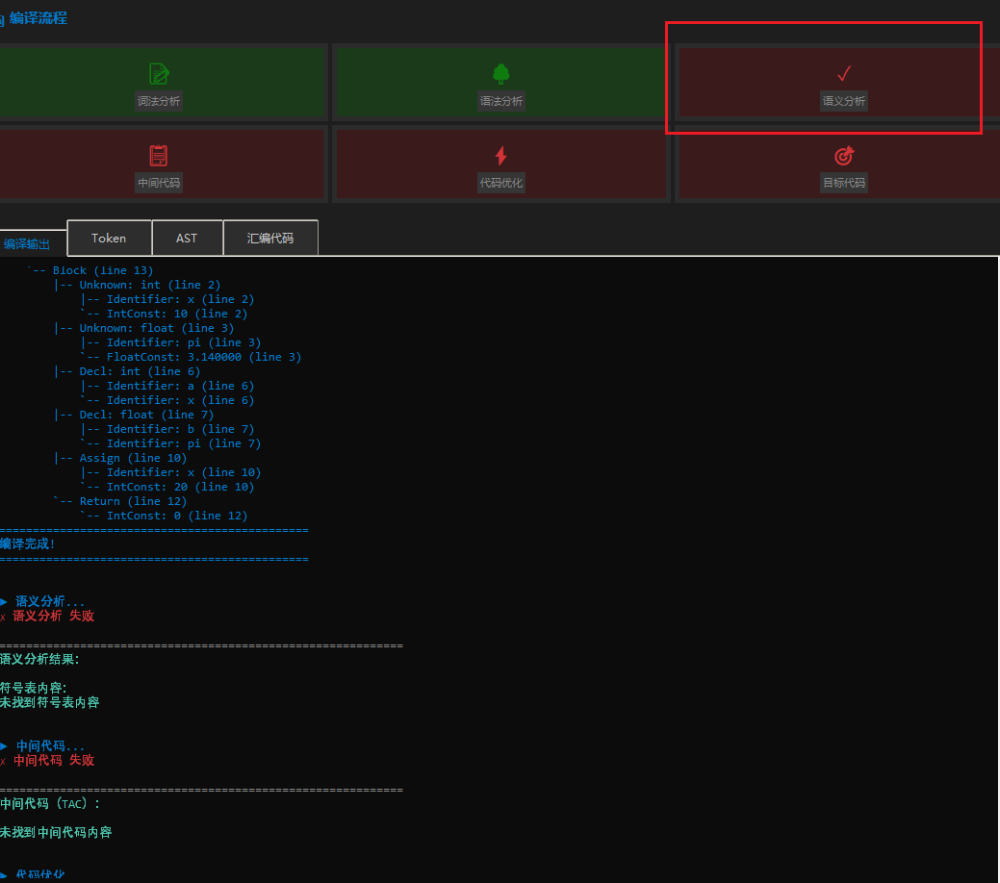 编译流程
词法分析
语法分析
语义分析
中间代码
代码优化
目标代码
编译输出
Token
AST
汇编代码
`-- Block (line 13)
|-- Unknown: int (line 2)
|-- Identifier: x (line 2)
`-- IntConst: 10 (line 2)
|-- Unknown: float (line 3)
|-- Identifier: pi (line 3)
`-- FloatConst: 3.140000 (line 3)
|-- Decl: int (line 6)
|-- Identifier: a (line 6)
`-- Identifier: x (line 6)
|-- Decl: float (line 7)
|-- Identifier: b (line 7)
`-- Identifier: pi (line 7)
|-- Assign (line 10)
|-- Identifier: x (line 10)
`-- IntConst: 20 (line 10)
`-- Return (line 12)
`-- IntConst: 0 (line 12)
==============================================
编译完成!
==============================================
▶ 语义分析...
✗ 语义分析 失败
============================================================
语义分析结果:
符号表内容:
未找到符号表内容
▶ 中间代码...
✗ 中间代码 失败
============================================================
中间代码（TAC）:
未找到中间代码内容
▶ 代码优化